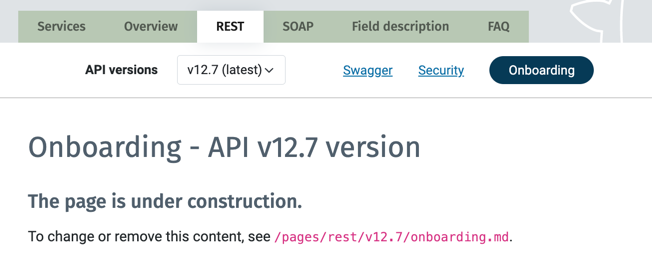 Services Overview REST SOAP Field description FAQ
API versions v12.7 (latest) Swagger Security Onboarding
Onboarding - API v12.7 version
The page is under construction.
To change or remove this content, see /pages/rest/v12.7/onboarding.md.